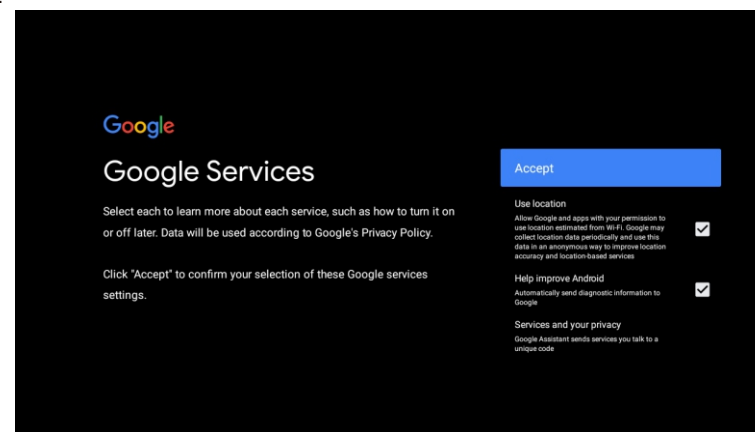 Google
Google Services
Select each to learn more about each service, such as how to turn it on
or off later. Data will be used according to Google's Privacy Policy.
Click "Accept" to confirm your selection of these Google services
settings.
Accept
Use location
Allow Google and apps with your permission to
use location estimated from Wi-Fi. Google may
collect location data periodically and use this
data in an anonymous way to improve location
accuracy and location-based services
Help improve Android
Automatically send diagnostic information to
Google
Services and your privacy
Google Assistant sends services you talk to a
unique code